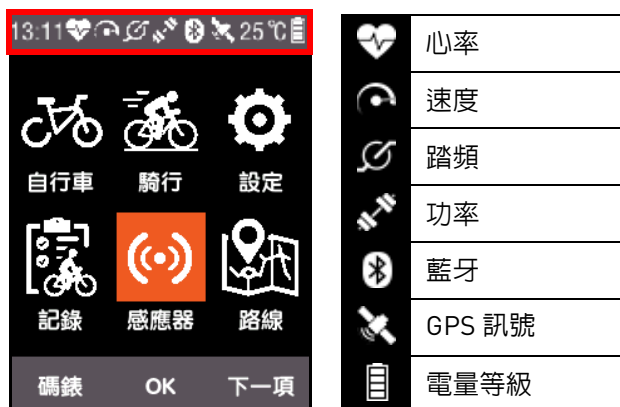 13:11 25℃
自行車 騎行 設定
記錄 感應器 路線
碼錶 OK 下一項
心率
速度
踏頻
功率
藍牙
GPS 訊號
電量等級